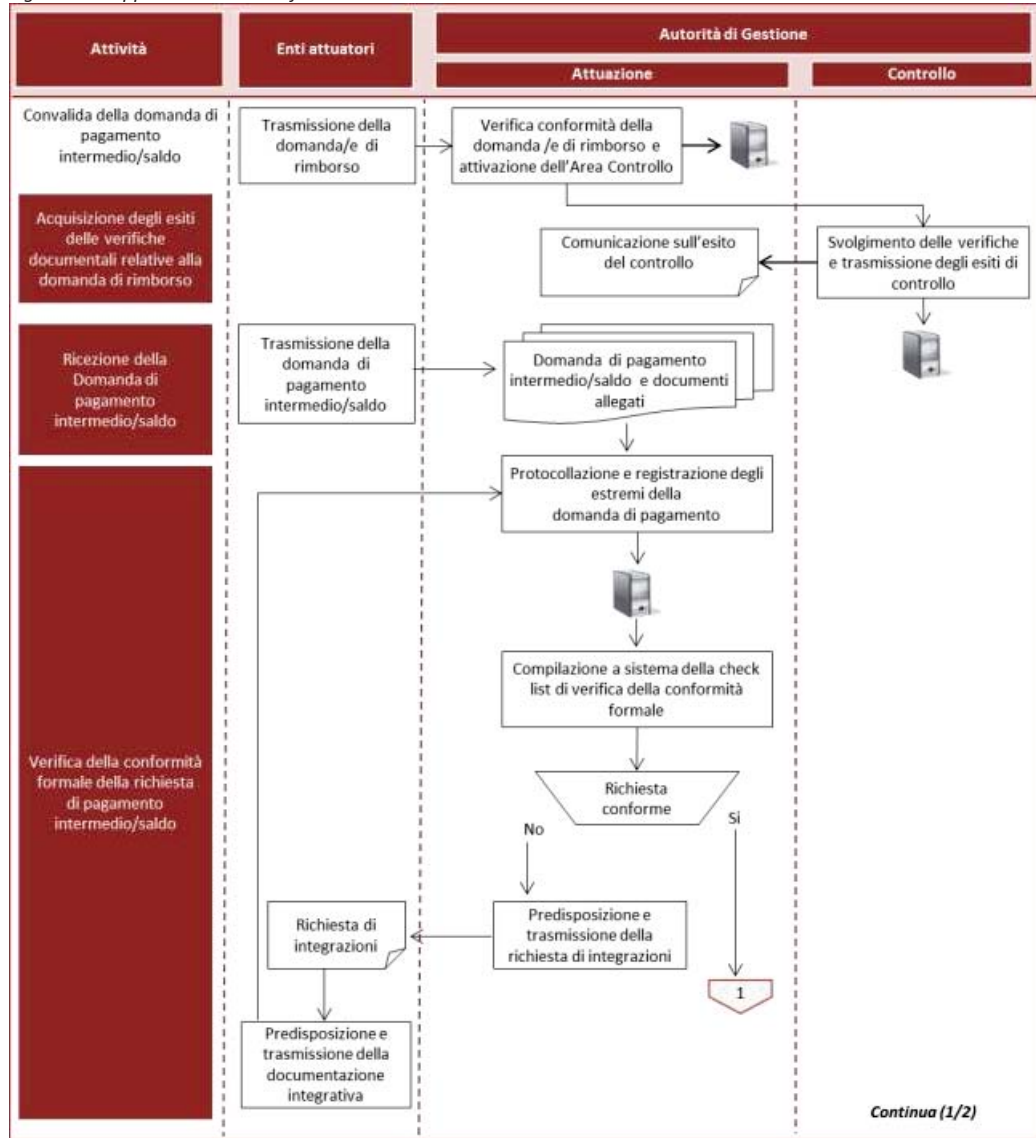 Attività
Enti attuatori
Autorità di Gestione
Attuazione
Controllo
Convalida della domanda di
pagamento
intermedio/saldo
Trasmissione della
domanda/e di
rimborso
Verifica conformità della
domanda /e di rimborso e
attivazione dell'Area Controllo
Acquisizione degli esiti
delle verifiche
documentali relative alla
domanda di rimborso
Comunicazione sull'esito
del controllo
Svolgimento delle verifiche
e trasmissione degli esiti di
controllo
Ricezione della
Domanda di
pagamento
intermedio/saldo
Trasmissione della
domanda di
pagamento
intermedio/saldo
Domanda di pagamento
intermedio/saldo e documenti
allegati
Protocollazione e registrazione degli
estremi della
domanda di pagamento
Compilazione a sistema della check
list di verifica della conformità
formale
Verifica della conformità
formale della richiesta
di pagamento
intermedio/saldo
Richiesta
conforme
No
Si
Richiesta di
integrazioni
Predisposizione e
trasmissione della
richiesta di integrazioni
1
Predisposizione e
trasmissione della
documentazione
integrativa
Continua (1/2)